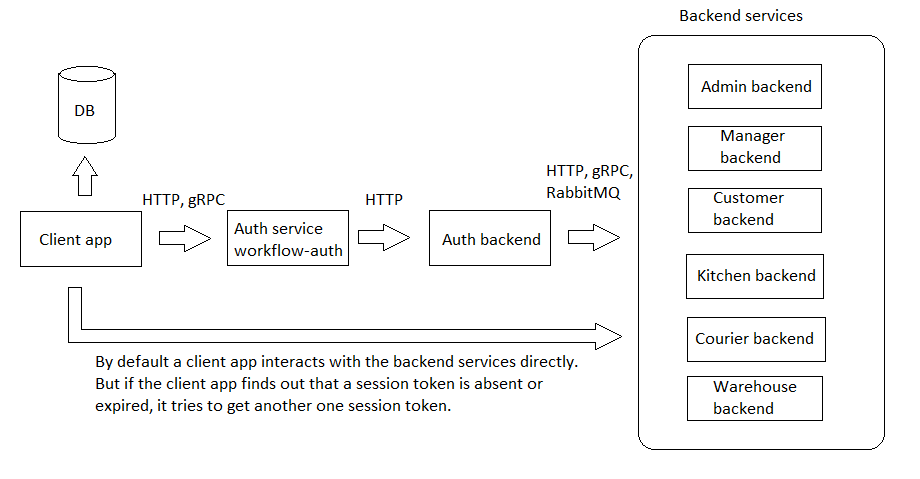 Backend services
DB
Admin backend
Manager
backend
HTTP, gRPC,
RabbitMQ
HTTP, gRPC
HTTP
Customer
backend
Client app
Auth service
workflow-auth
Auth backend
Kitchen backend
Courier backend
By default a client app interacts with the backend services directly.
But if the client app finds out that a session token is absent or
expired, it tries to get another one session token.
Warehouse
backend